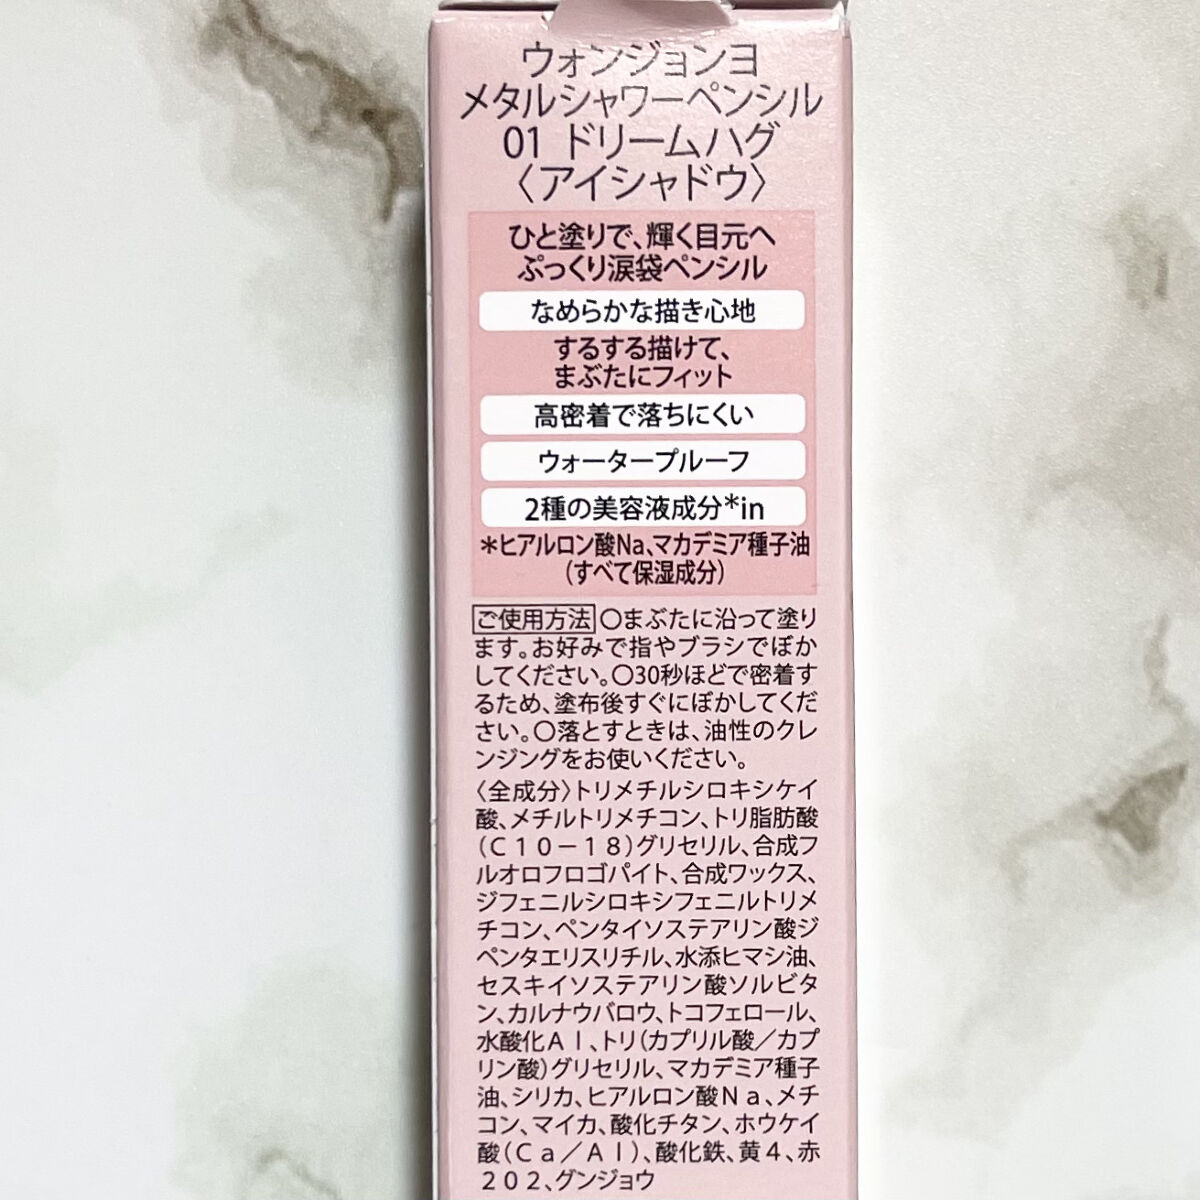 ウォンジョンヨ
メタルシャワーペンシル
01 ドリームハグ
〈アイシャドウ〉
ひと塗りで、輝く目元へ
ぷっくり涙袋ペンシル
なめらかな描き心地
するする描けて、
まぶたにフィット
高密着で落ちにくい
ウォータープルーフ
2種の美容液成分*in
＊ヒアルロン酸Na、マカデミア種子油
（すべて保湿成分）
ご使用方法 〇まぶたに沿って塗り
ます。お好みで指やブラシでぼか
してください。〇30秒ほどで密着す
るため、塗布後すぐにぼかしてくだ
さい。〇落とすときは、油性のクレ
ンジングをお使いください。
〈全成分〉トリメチルシロキシケイ
酸、メチルトリメチコン、トリ脂肪酸
（Ｃ１０－１８）グリセリル、合成フ
ルオロフロゴパイト、合成ワックス、
ジフェニルシロキシフェニルトリメ
チコン、ペンタイソステアリン酸ジ
ペンタエリスリチル、水添ヒマシ油、
セスキイソステアリン酸ソルビタ
ン、カルナウバロウ、トコフェロール、
水酸化Ａｌ、トリ（カプリル酸／カプ
リン酸）グリセリル、マカデミア種子
油、シリカ、ヒアルロン酸Ｎａ、メチ
コン、マイカ、酸化チタン、ホウケイ
酸（Ｃａ／Ａｌ）、酸化鉄、黄４、赤
２０２、グンジョウ